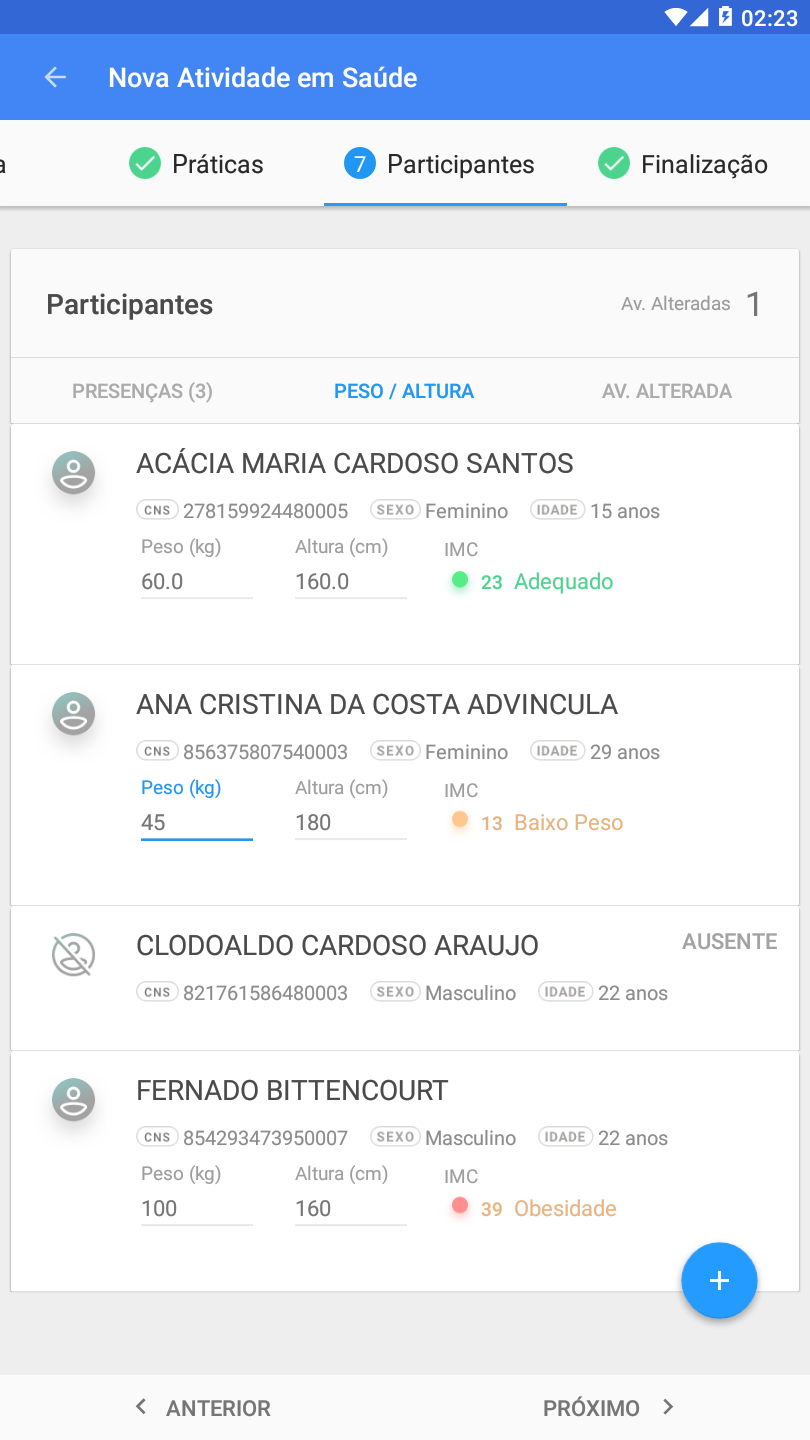 02:23
Nova Atividade em Saúde
a Práticas 7 Participantes Finalização
Participantes Av. Alteradas 1
PRESENÇAS (3) PESO / ALTURA AV. ALTERADA
ACÁCIA MARIA CARDOSO SANTOS
CNS 278159924480005 SEXO Feminino IDADE 15 anos
Peso (kg) Altura (cm) IMC
60.0 160.0 23 Adequado
ANA CRISTINA DA COSTA ADVINCULA
CNS 856375807540003 SEXO Feminino IDADE 29 anos
Peso (kg) Altura (cm) IMC
45 180 13 Baixo Peso
CLODOALDO CARDOSO ARAUJO AUSENTE
CNS 821761586480003 SEXO Masculino IDADE 22 anos
FERNADO BITTENCOURT
CNS 854293473950007 SEXO Masculino IDADE 22 anos
Peso (kg) Altura (cm) IMC
100 160 39 Obesidade
ANTERIOR PRÓXIMO